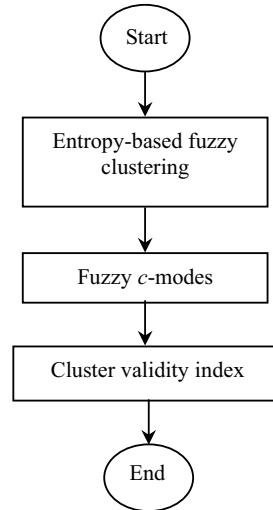 Start
Entropy-based fuzzy
clustering
Fuzzy c-modes
Cluster validity index
End